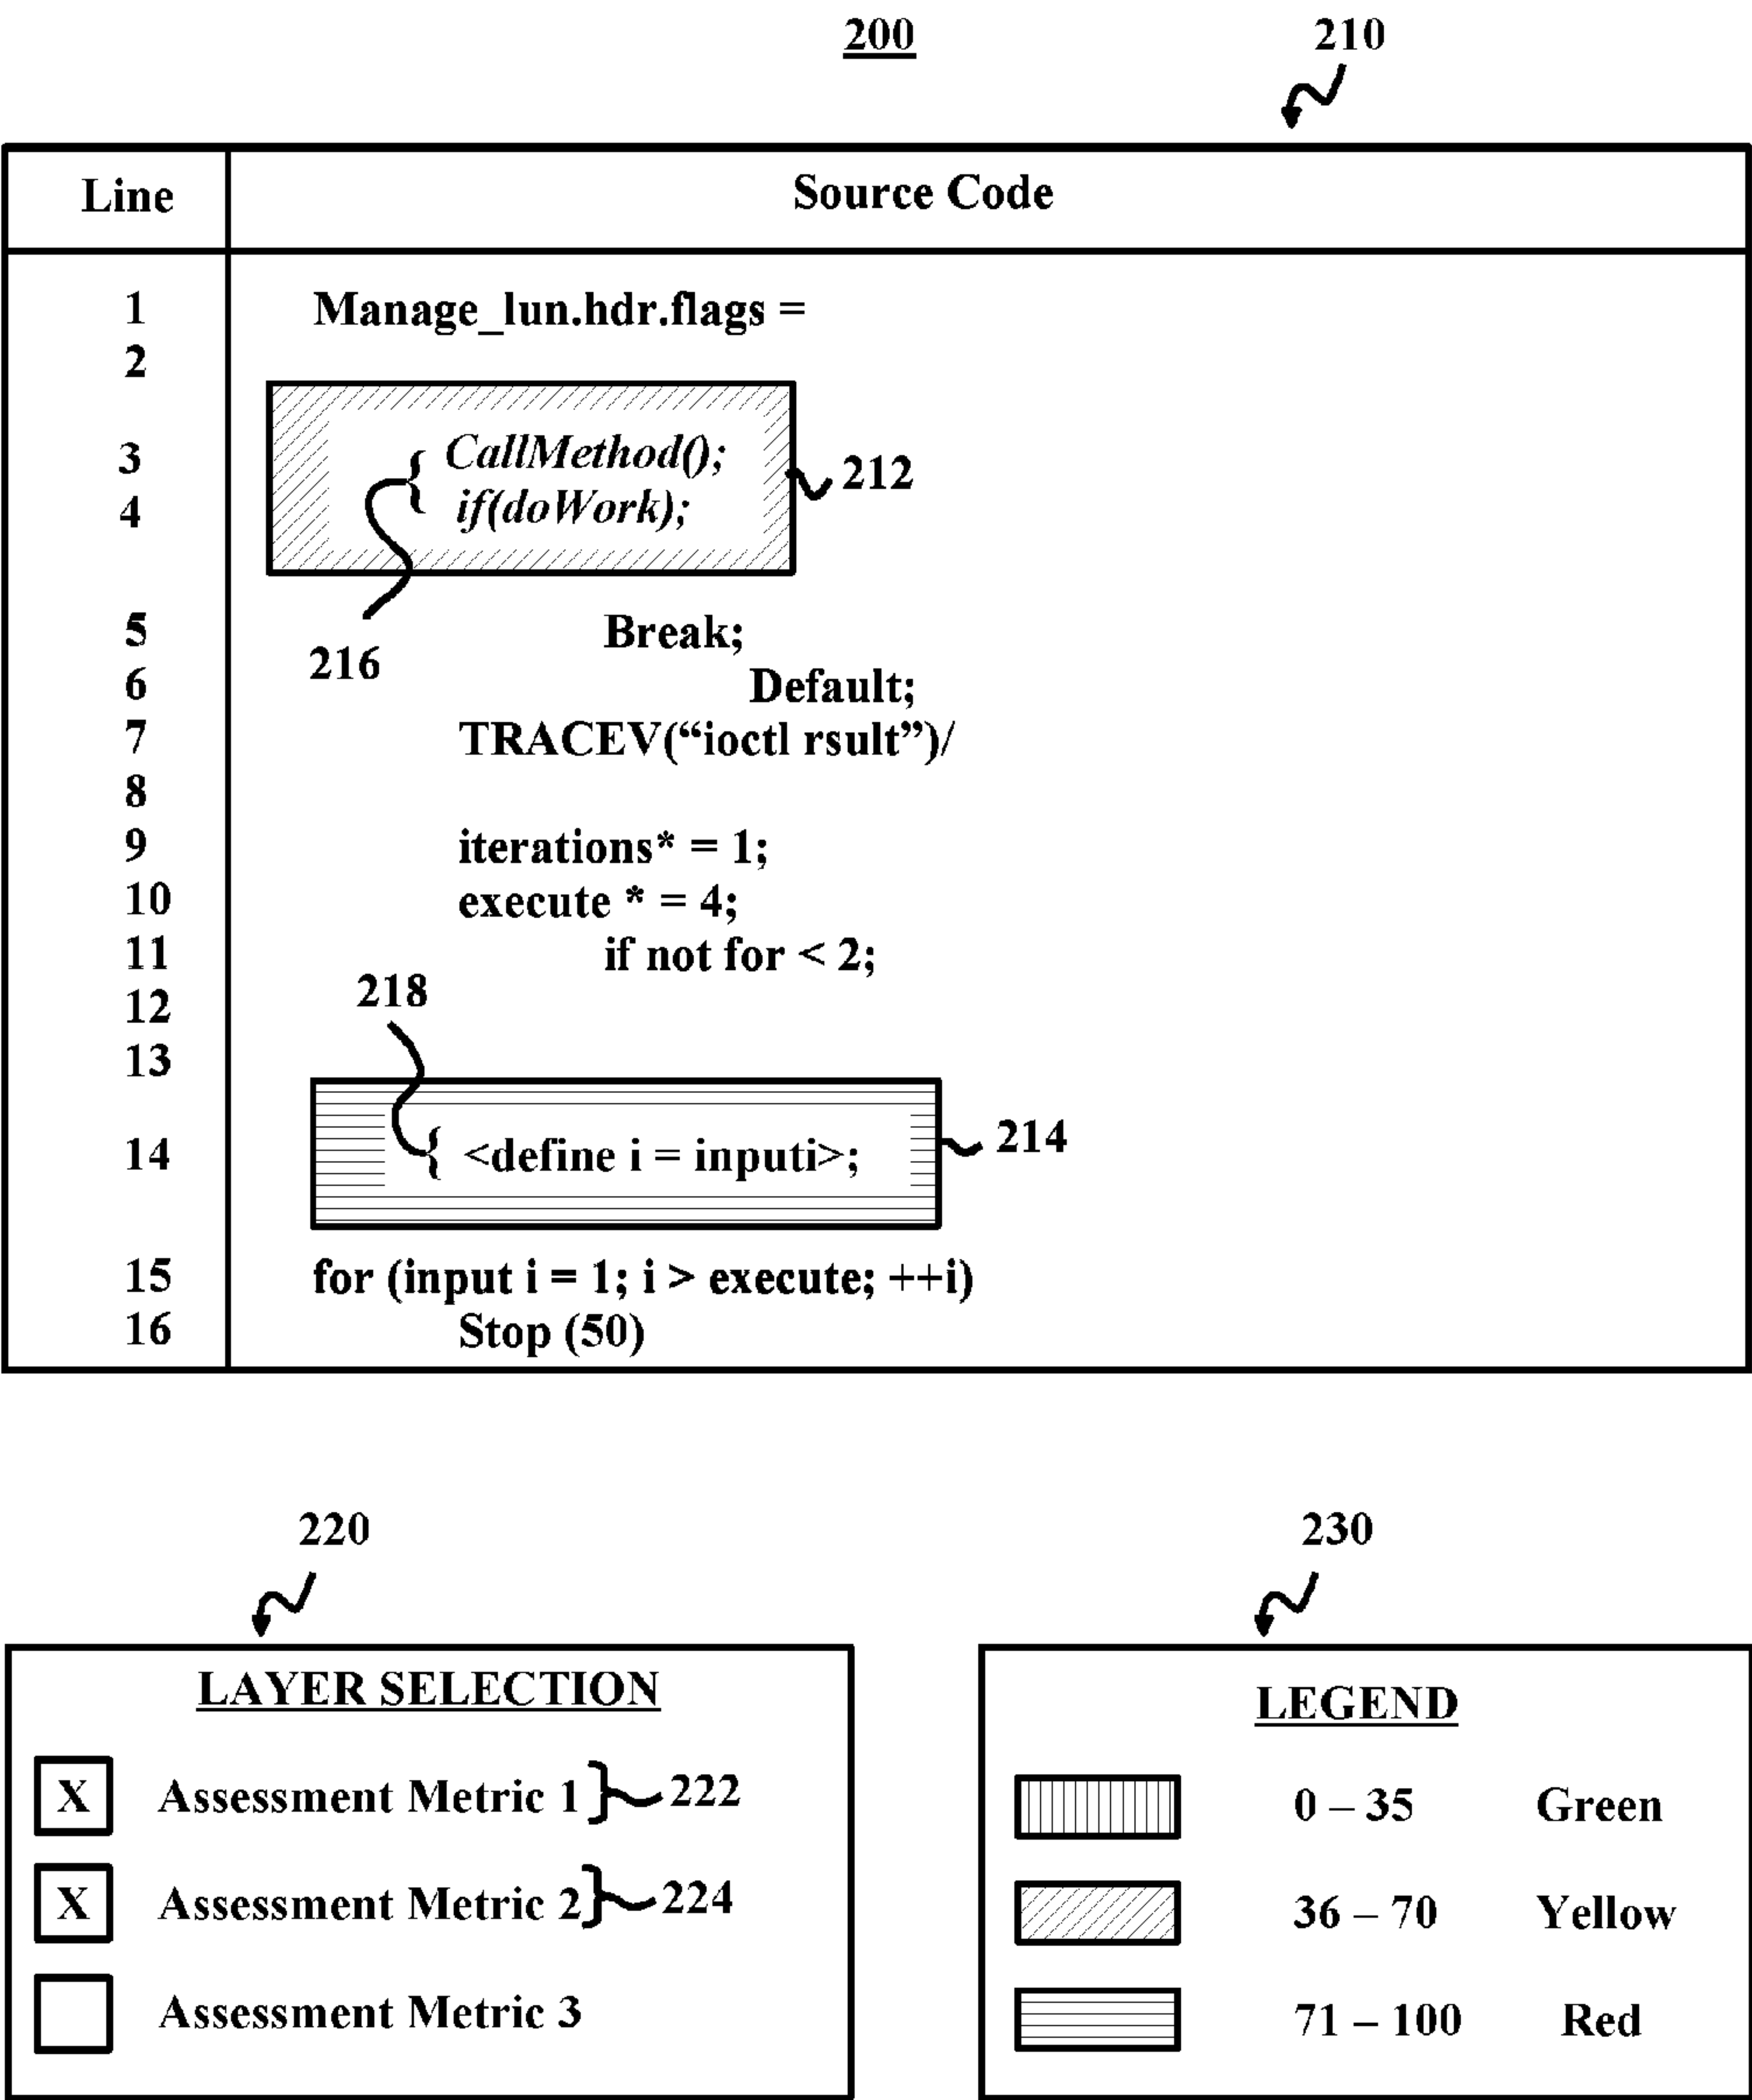 200
210
Line Source Code
1 Manage_lun.hdr.flags =
2
3 { CallMethod(); 212
4 if(doWork);
5 Break;
216
6 Default;
7 TRACEV(“ioctl rsult”)/
8
9 iterations* = 1;
10 execute * = 4;
11 if not for < 2;
218
12
13
14 { <define i = inputi>; 214
15 for (input i = 1; i > execute; ++i)
16 Stop (50)
220
230
LAYER SELECTION
X Assessment Metric 1 } 222
X Assessment Metric 2 } 224
Assessment Metric 3
LEGEND
0 – 35 Green
36 – 70 Yellow
71 – 100 Red